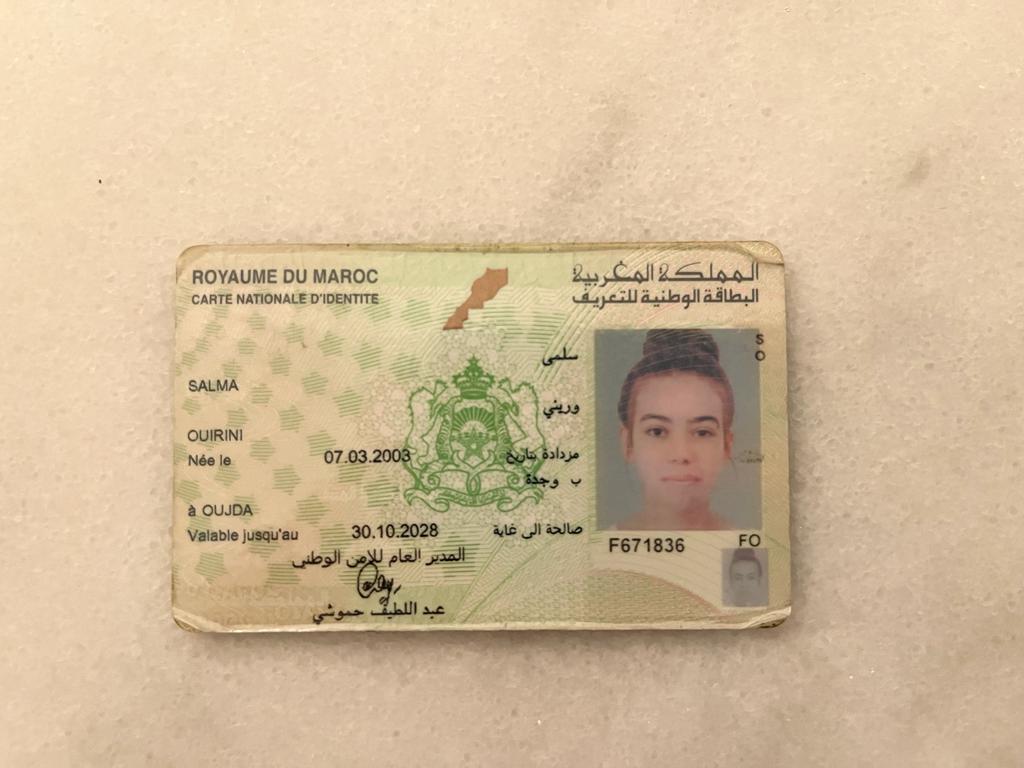 ROYAUME DU MAROC
المملكة المغربية
CARTE NATIONALE D'IDENTITE
البطاقة الوطنية للتعريف
S
O
سلمى
SALMA
وريني
OUIRINI
Née le 07.03.2003 مزدادة بتاريخ
ب وجدة
à OUJDA
Valable jusqu'au 30.10.2028 صالحة الى غاية
F671836
FO
المدير العام للامن الوطني
عبد اللطيف حموشي